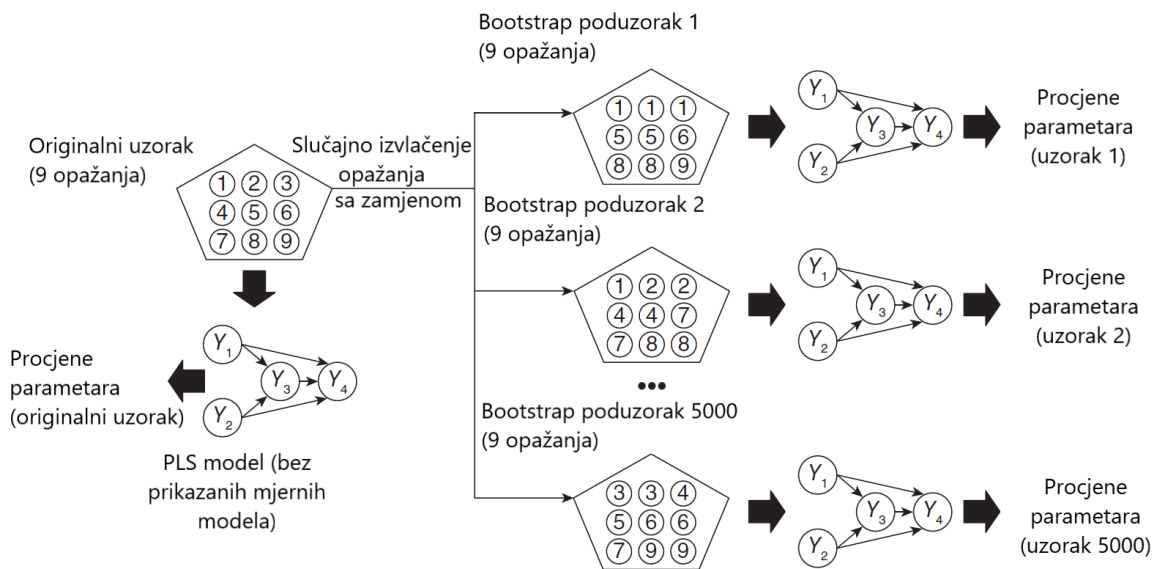 Originalni uzorak
(9 opažanja)
1 2 3
4 5 6
7 8 9
Slučajno izvlačenje
opažanja
sa zamjenom
Procjene
parametara
(originalni uzorak)
Y1
Y3 Y4
Y2
PLS model (bez
prikazanih mjernih
modela)
Bootstrap poduzorak 1
(9 opažanja)
1 1 1
5 5 6
8 8 9
Y1
Y3 Y4
Y2
Procjene
parametara
(uzorak 1)
Bootstrap poduzorak 2
(9 opažanja)
1 2 2
4 4 7
7 8 8
Y1
Y3 Y4
Y2
Procjene
parametara
(uzorak 2)
•••
Bootstrap poduzorak 5000
(9 opažanja)
3 3 4
5 6 6
7 9 9
Y1
Y3 Y4
Y2
Procjene
parametara
(uzorak 5000)